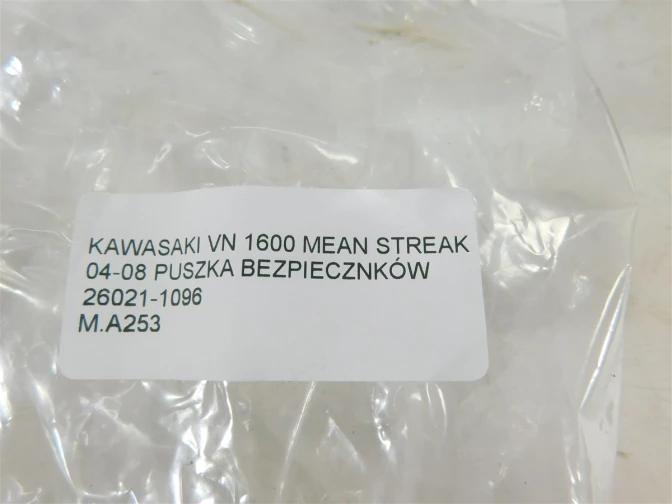 KAWASAKI VN 1600 MEAN STREAK
04-08 PUSZKA BEZPIECZNKÓW
26021-1096
M.A253